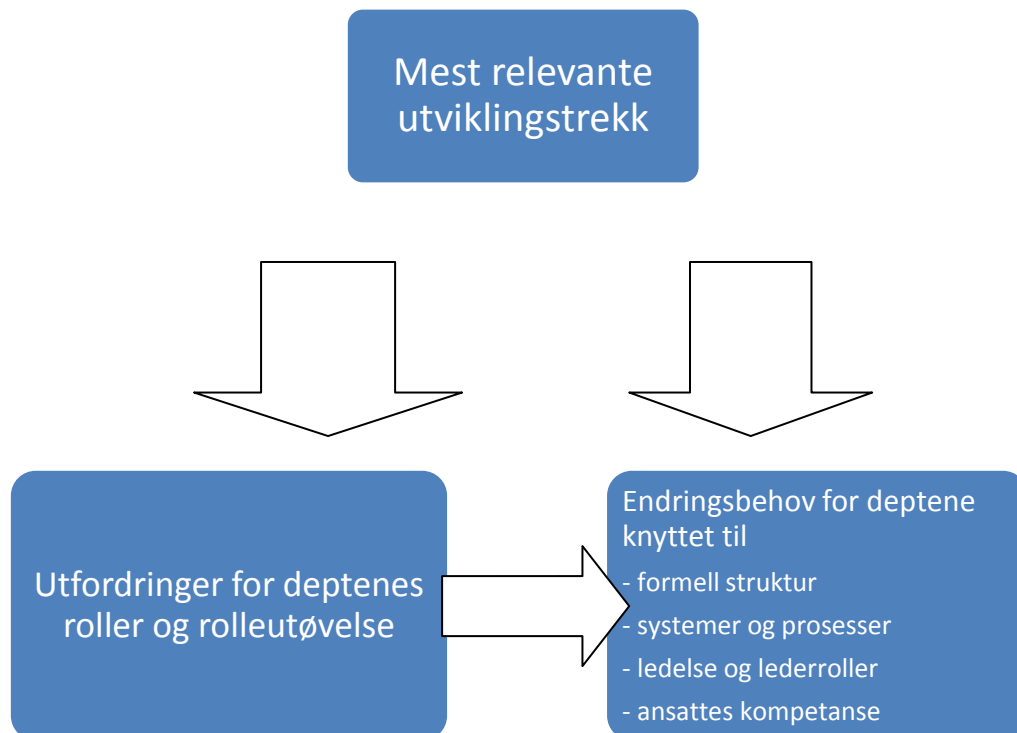 Mest relevante
utviklingstrekk
Utfordringer for deptenes
roller og rolleutøvelse
Endringsbehov for deptene
knyttet til
- formell struktur
- systemer og prosesser
- ledelse og lederroller
- ansattes kompetanse